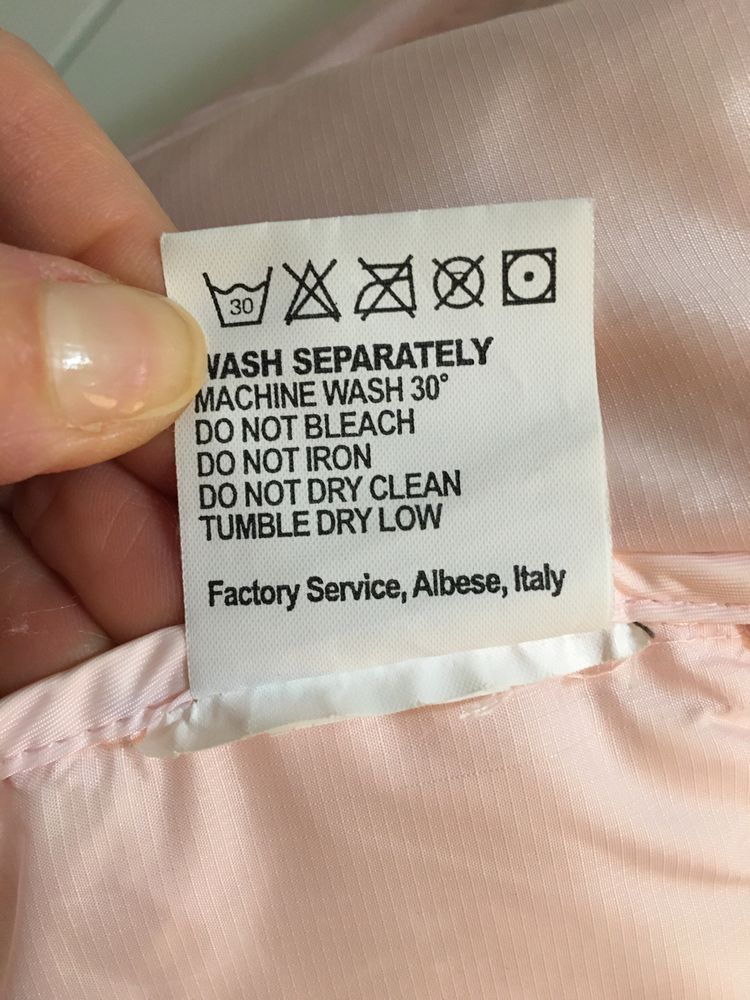 30
WASH SEPARATELY
MACHINE WASH 30°
DO NOT BLEACH
DO NOT IRON
DO NOT DRY CLEAN
TUMBLE DRY LOW
Factory Service, Albese, Italy